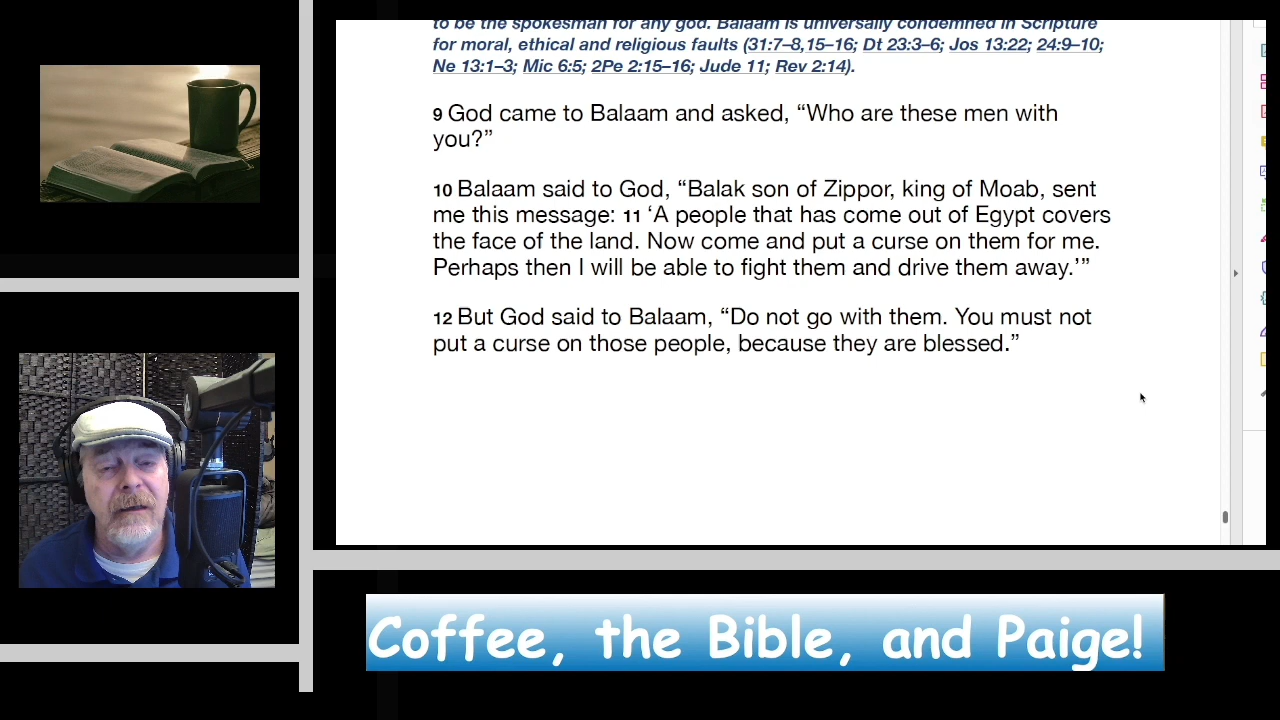 to be the spokesman for any god. Balaam is universally condemned in Scripture
for moral, ethical and religious faults (31:7–8,15–16; Dt 23:3–6; Jos 13:22; 24:9–10;
Ne 13:1–3; Mic 6:5; 2Pe 2:15–16; Jude 11; Rev 2:14).
9 God came to Balaam and asked, “Who are these men with
you?”
10 Balaam said to God, “Balak son of Zippor, king of Moab, sent
me this message: 11 ‘A people that has come out of Egypt covers
the face of the land. Now come and put a curse on them for me.
Perhaps then I will be able to fight them and drive them away.’”
12 But God said to Balaam, “Do not go with them. You must not
put a curse on those people, because they are blessed.”
Coffee, the Bible, and Paige!